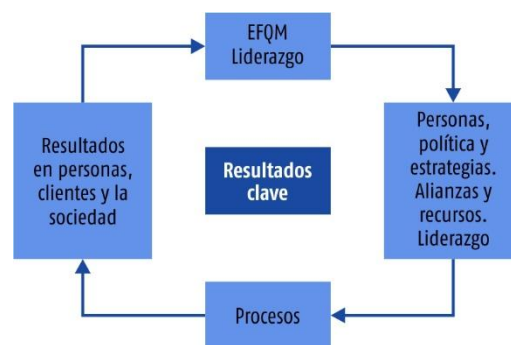 EFQM
Liderazgo
Personas,
política y
estrategias.
Alianzas y
recursos.
Liderazgo
Resultados
en personas,
clientes y la
sociedad
Resultados
clave
Procesos